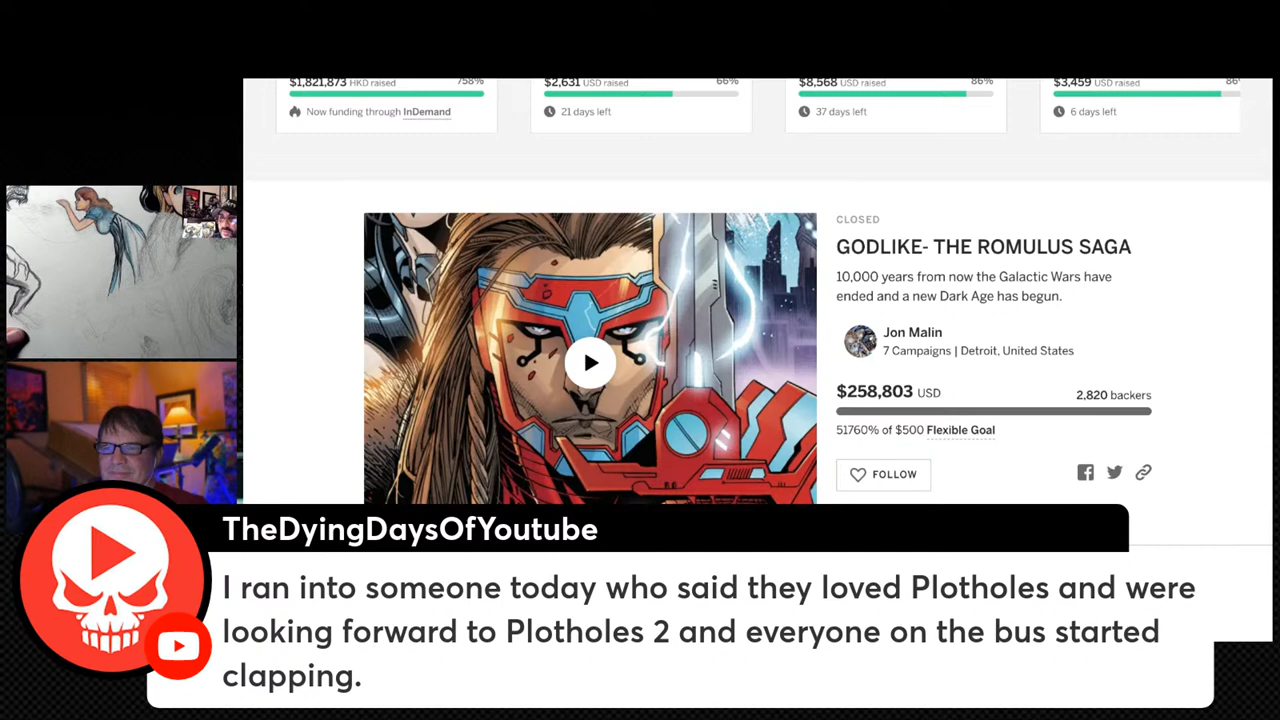 $1,821,873 HKD raised 758%
$2,631 USD raised 66%
$8,568 USD raised 86%
$3,459 USD raised 86
Now funding through InDemand
21 days left
37 days left
6 days left
CLOSED
GODLIKE- THE ROMULUS SAGA
10,000 years from now the Galactic Wars have
ended and a new Dark Age has begun.
Jon Malin
7 Campaigns | Detroit, United States
$258,803 USD
2,820 backers
51760% of $500 Flexible Goal
FOLLOW
TheDyingDaysOfYoutube
I ran into someone today who said they loved Plotholes and were
looking forward to Plotholes 2 and everyone on the bus started
clapping.